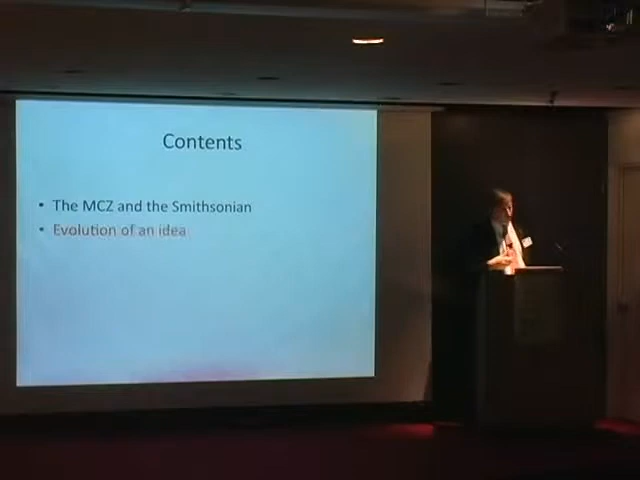 Contents
• The MCZ and the Smithsonian
• Evolution of an idea